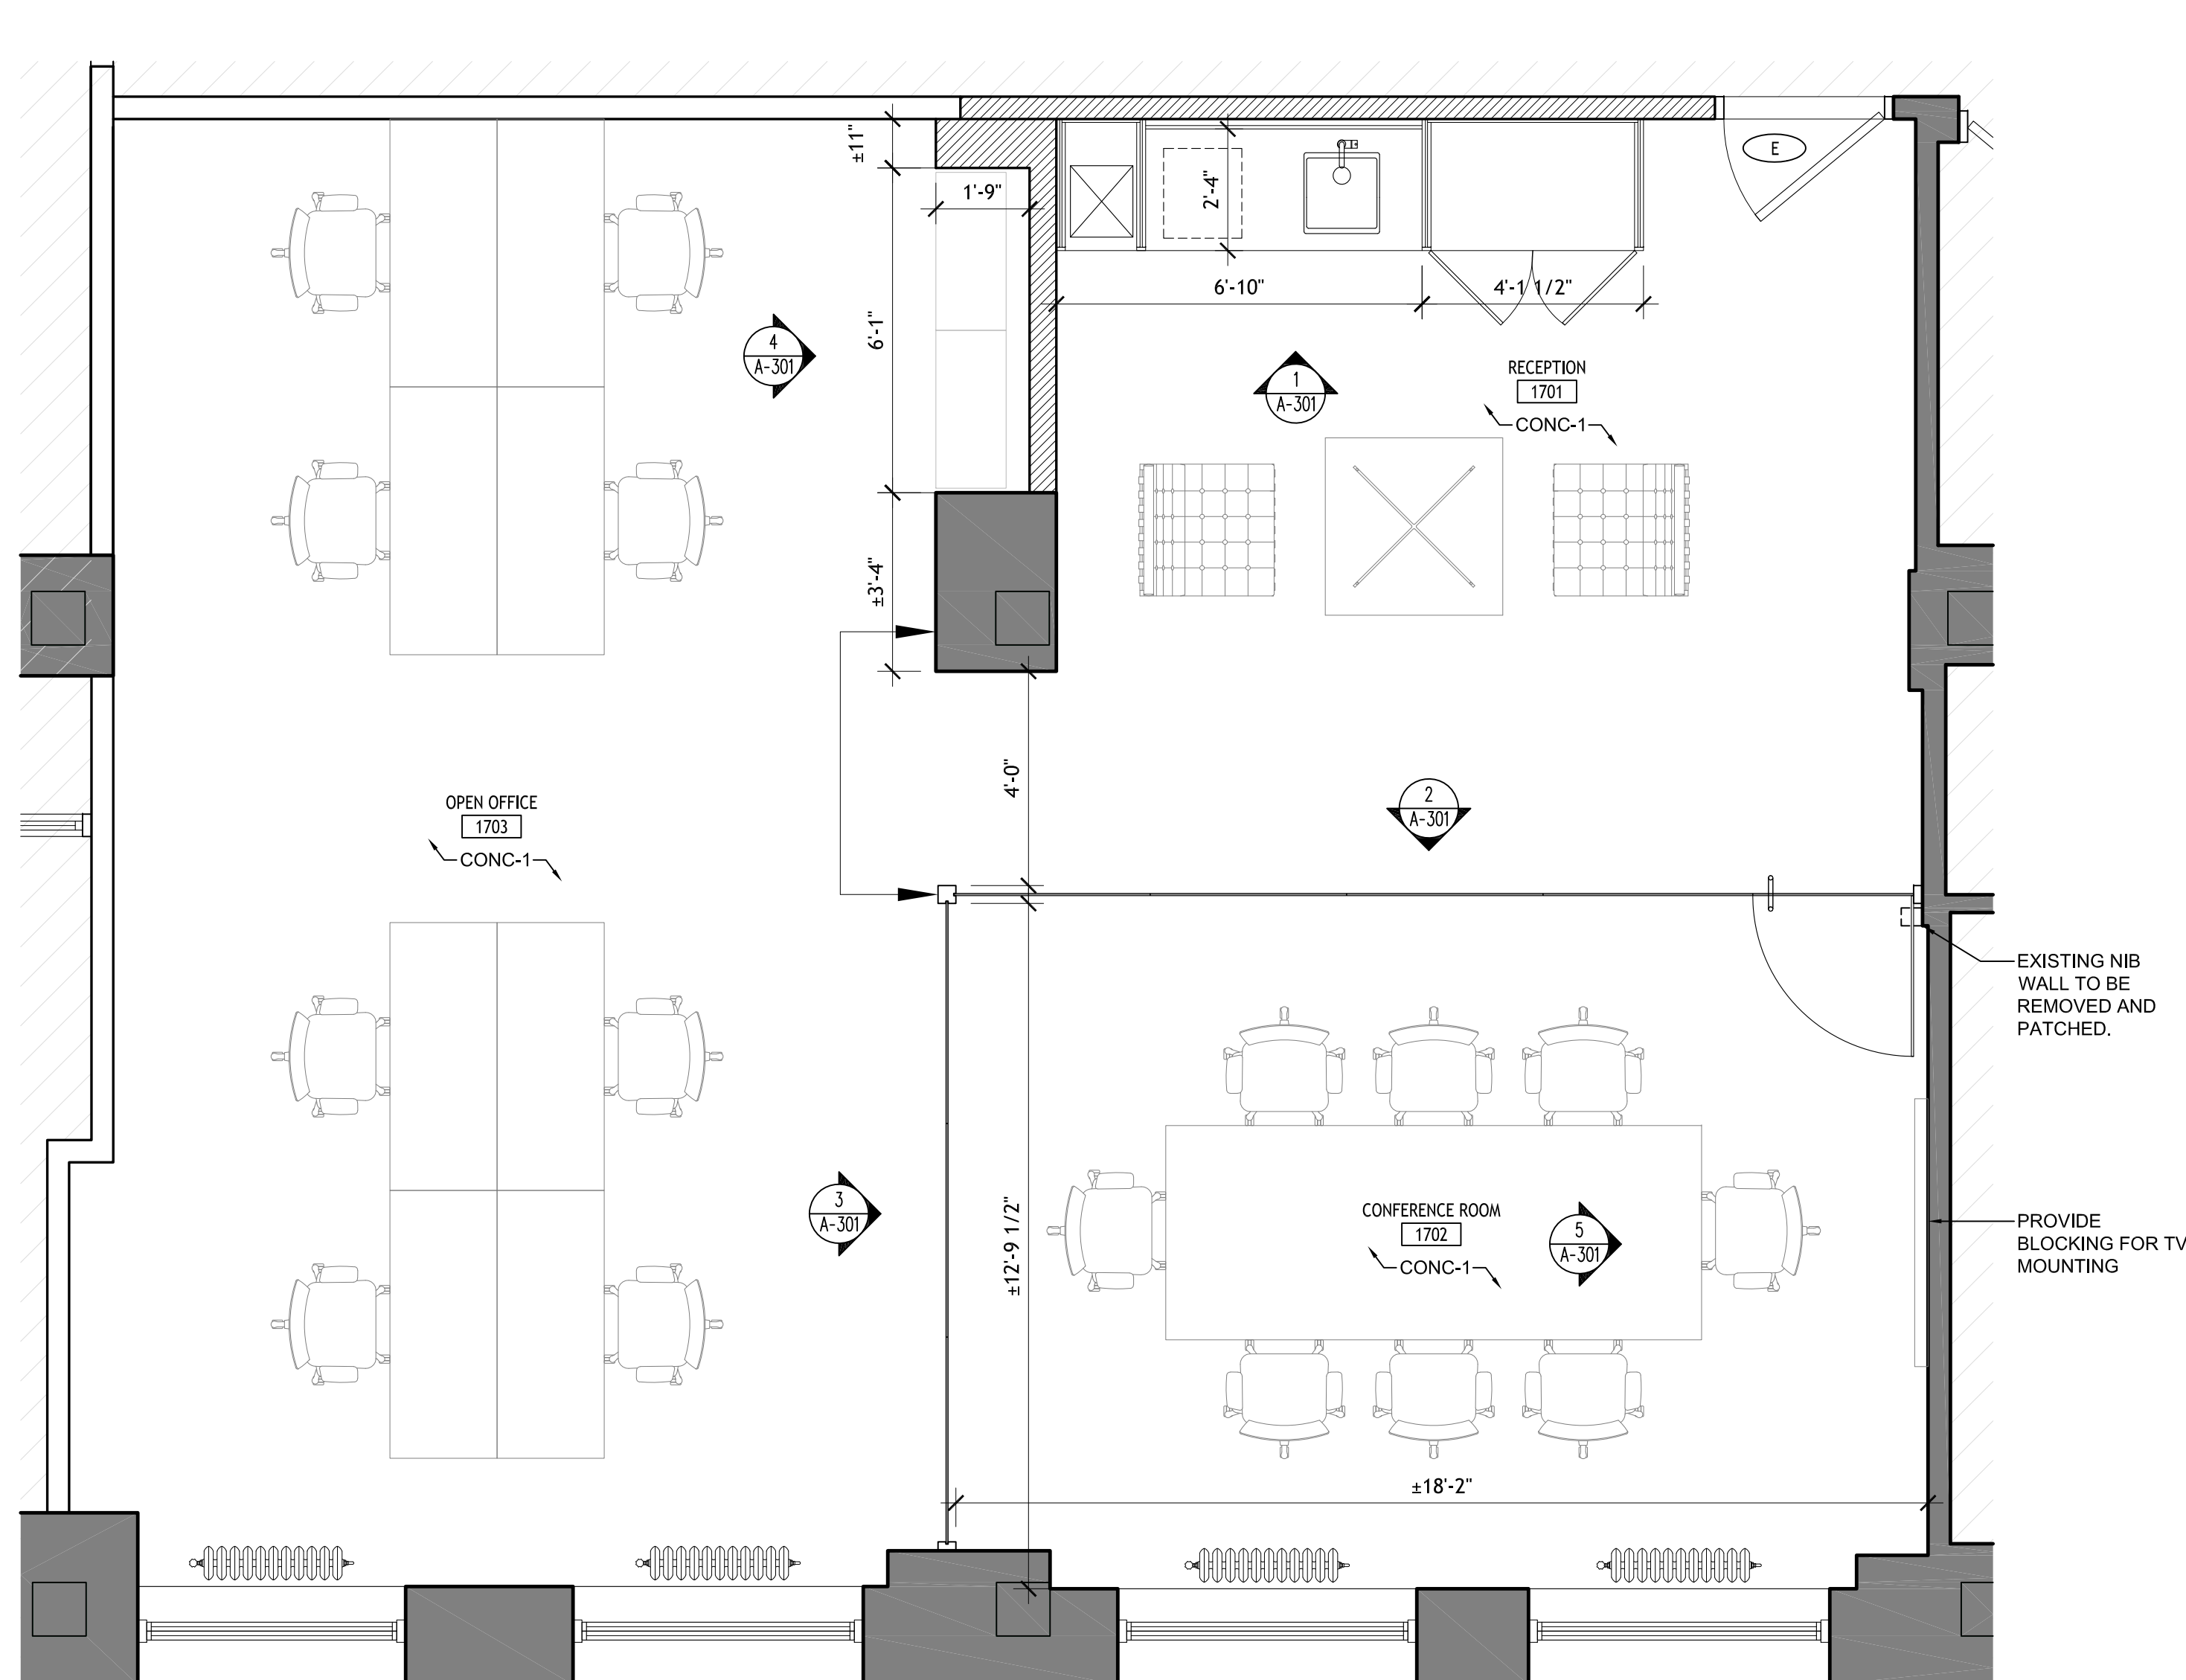 ±11"
1'-9"
2'-4"
E
6'-1"
6'-10"
4'-1 1/2"
4
A-301
1
A-301
RECEPTION
1701
CONC-1
±3'-4"
4'-0"
OPEN OFFICE
1703
CONC-1
2
A-301
EXISTING NIB
WALL TO BE
REMOVED AND
PATCHED.
3
A-301
±12'-9 1/2"
CONFERENCE ROOM
1702
CONC-1
5
A-301
PROVIDE
BLOCKING FOR TV
MOUNTING
±18'-2"